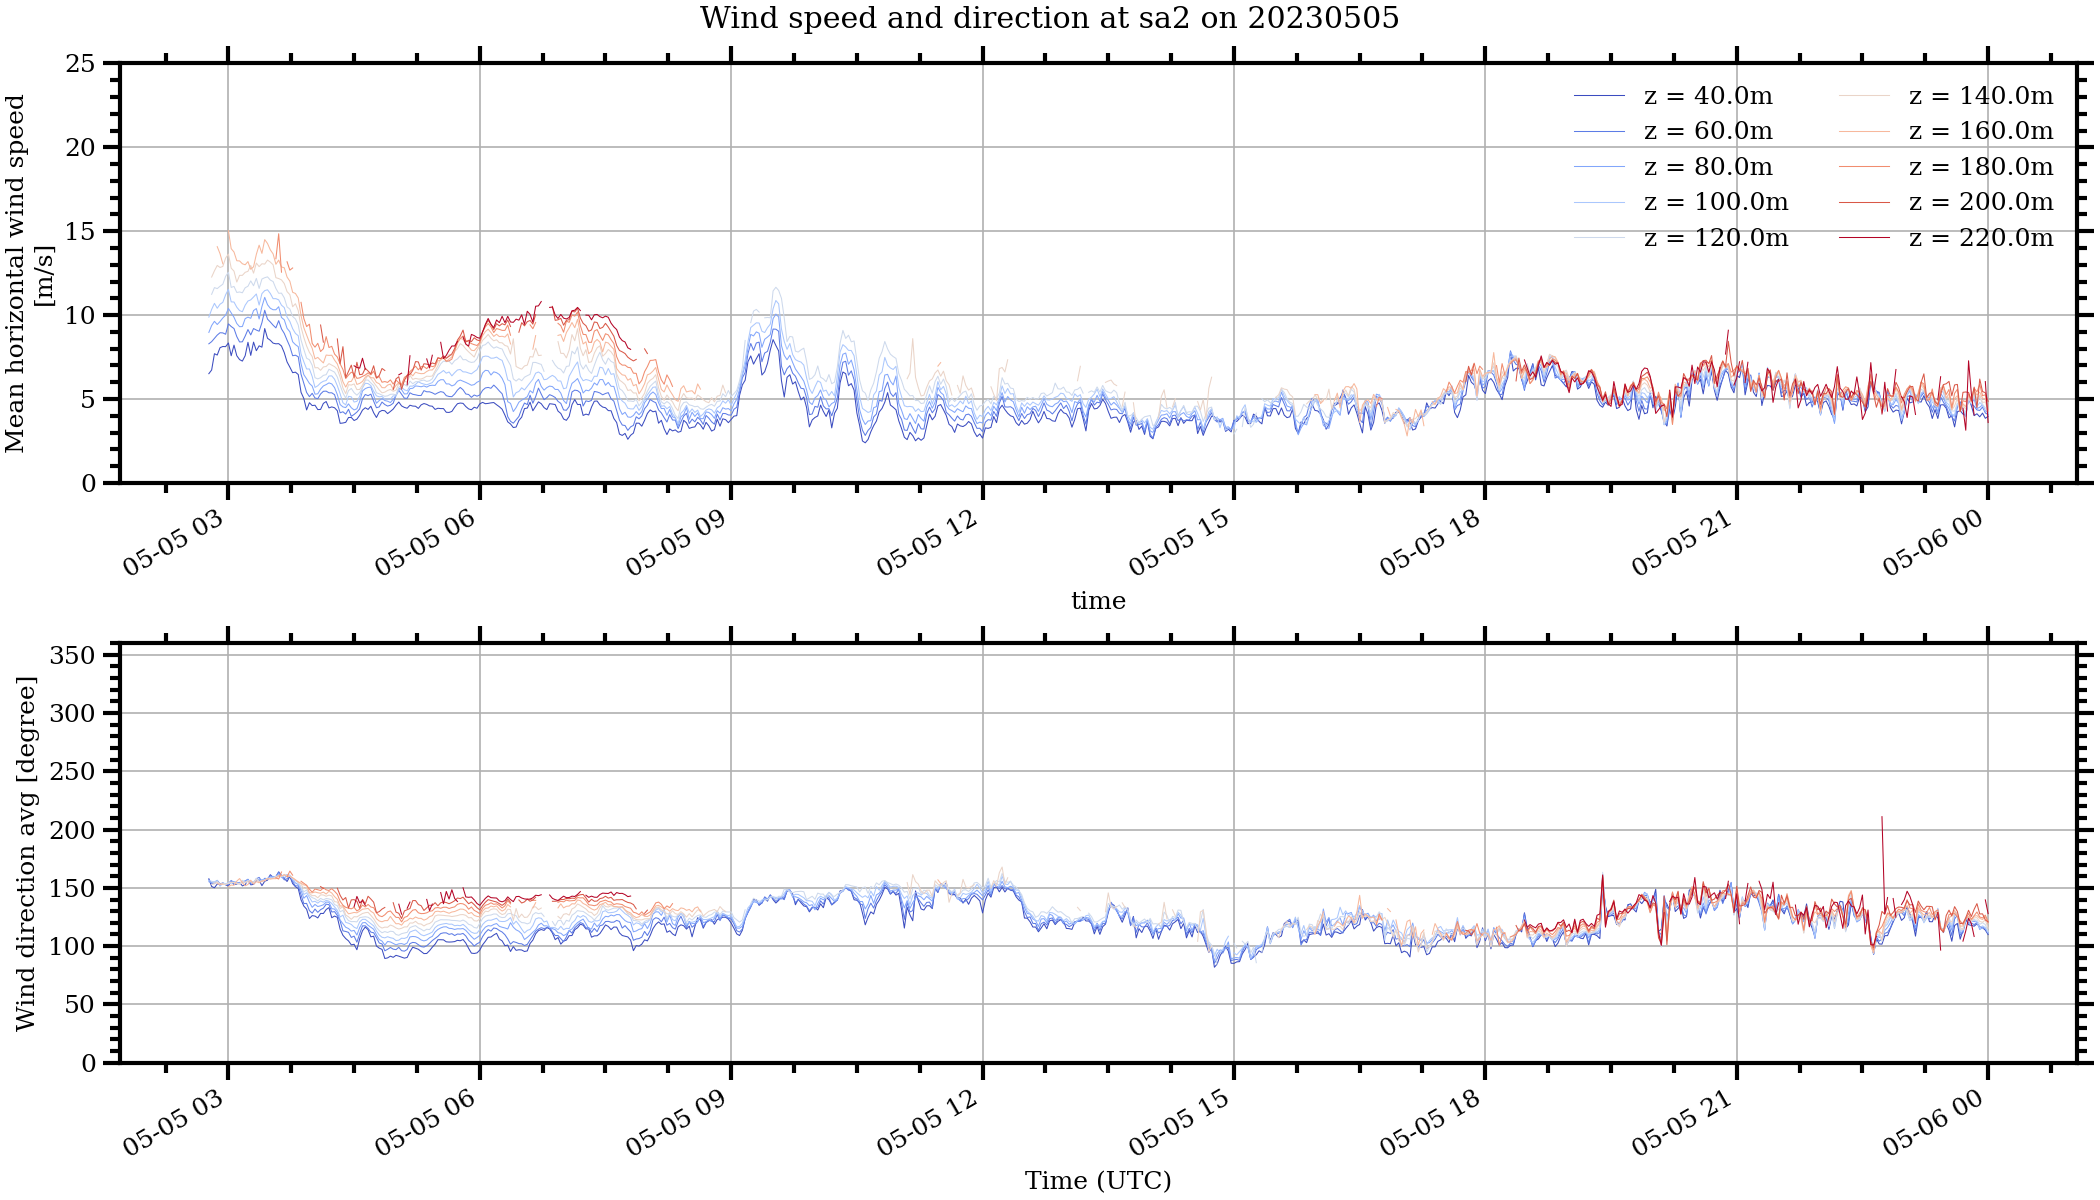 Wind speed and direction at sa2 on 20230505
Mean horizontal wind speed
[m/s]
25
20
15
10
5
0
z = 40.0m
z = 60.0m
z = 80.0m
z = 100.0m
z = 120.0m
z = 140.0m
z = 160.0m
z = 180.0m
z = 200.0m
z = 220.0m
05-05 03
05-05 06
05-05 09
05-05 12
05-05 15
05-05 18
05-05 21
05-06 00
time
Wind direction avg [degree]
350
300
250
200
150
100
50
0
05-05 03
05-05 06
05-05 09
05-05 12
05-05 15
05-05 18
05-05 21
05-06 00
Time (UTC)